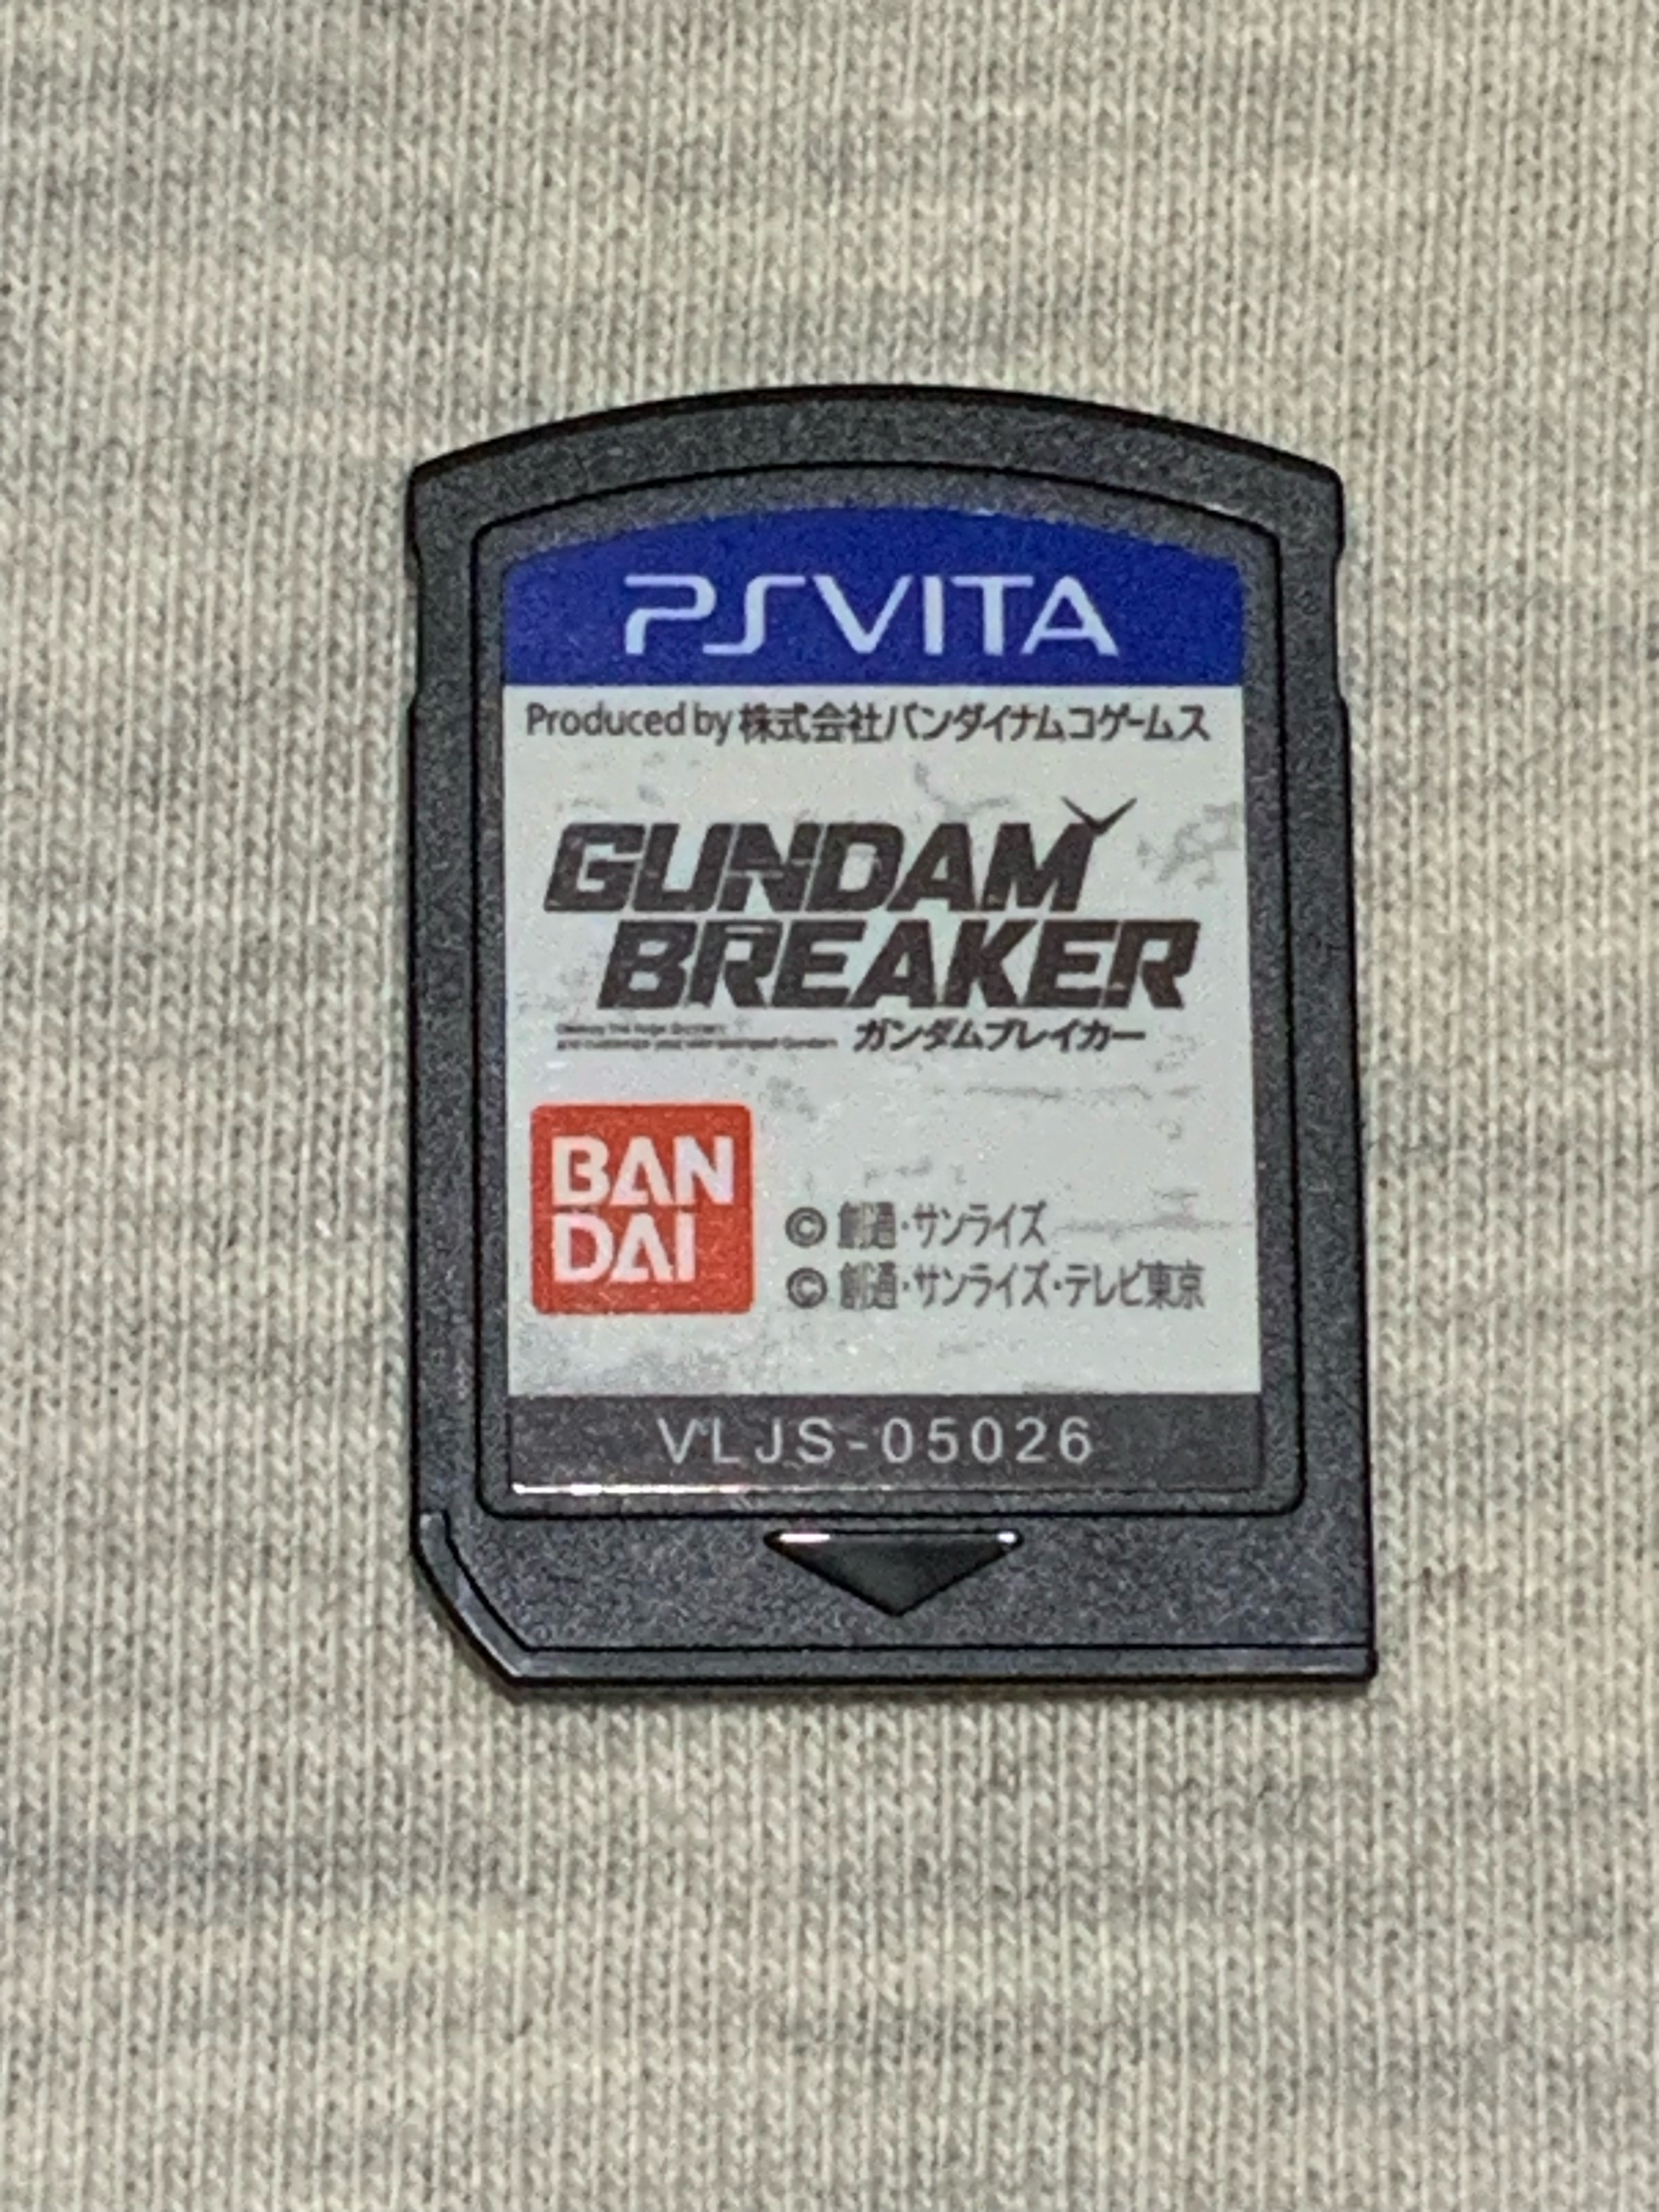 PSVITA
Produced by 株式会社バンダイナムコゲームス
GUNDAM
BREAKER
ガンダムブレイカー
BAN
DAI
© 創通・サンライズ
© 創通・サンライズ・テレビ東京
VLJS-05026